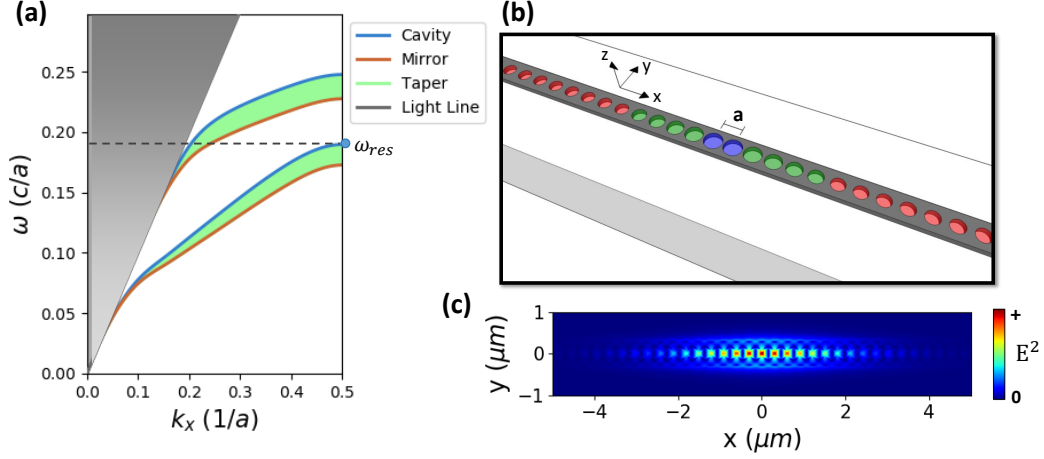 (a)
0.25
0.20
0.15
0.10
0.05
0.00
ω (c/a)
0.0
0.1
0.2
0.3
0.4
0.5
kₓ (1/a)
Cavity
Mirror
Taper
Light Line
ω_res
(b)
z
y
x
a
(c)
1
0
−1
y (μm)
−4
−2
0
2
4
x (μm)
+
E²
0